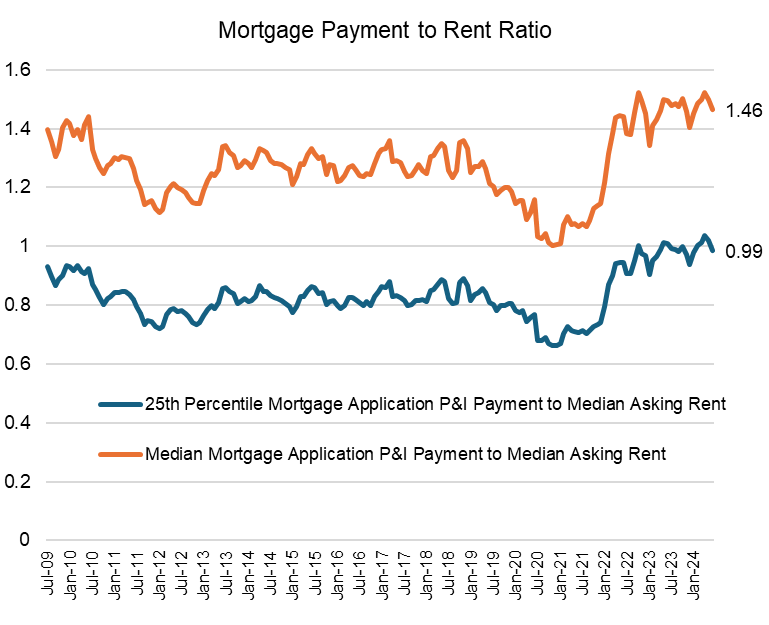 Mortgage Payment to Rent Ratio
1.6
1.4
1.2
1
0.8
0.6
0.4
0.2
0
1.46
0.99
25th Percentile Mortgage Application P&I Payment to Median Asking Rent
Median Mortgage Application P&I Payment to Median Asking Rent
Jul-09
Jan-10
Jul-10
Jan-11
Jul-11
Jan-12
Jul-12
Jan-13
Jul-13
Jan-14
Jul-14
Jan-15
Jul-15
Jan-16
Jul-16
Jan-17
Jul-17
Jan-18
Jul-18
Jan-19
Jul-19
Jan-20
Jul-20
Jan-21
Jul-21
Jan-22
Jul-22
Jan-23
Jul-23
Jan-24